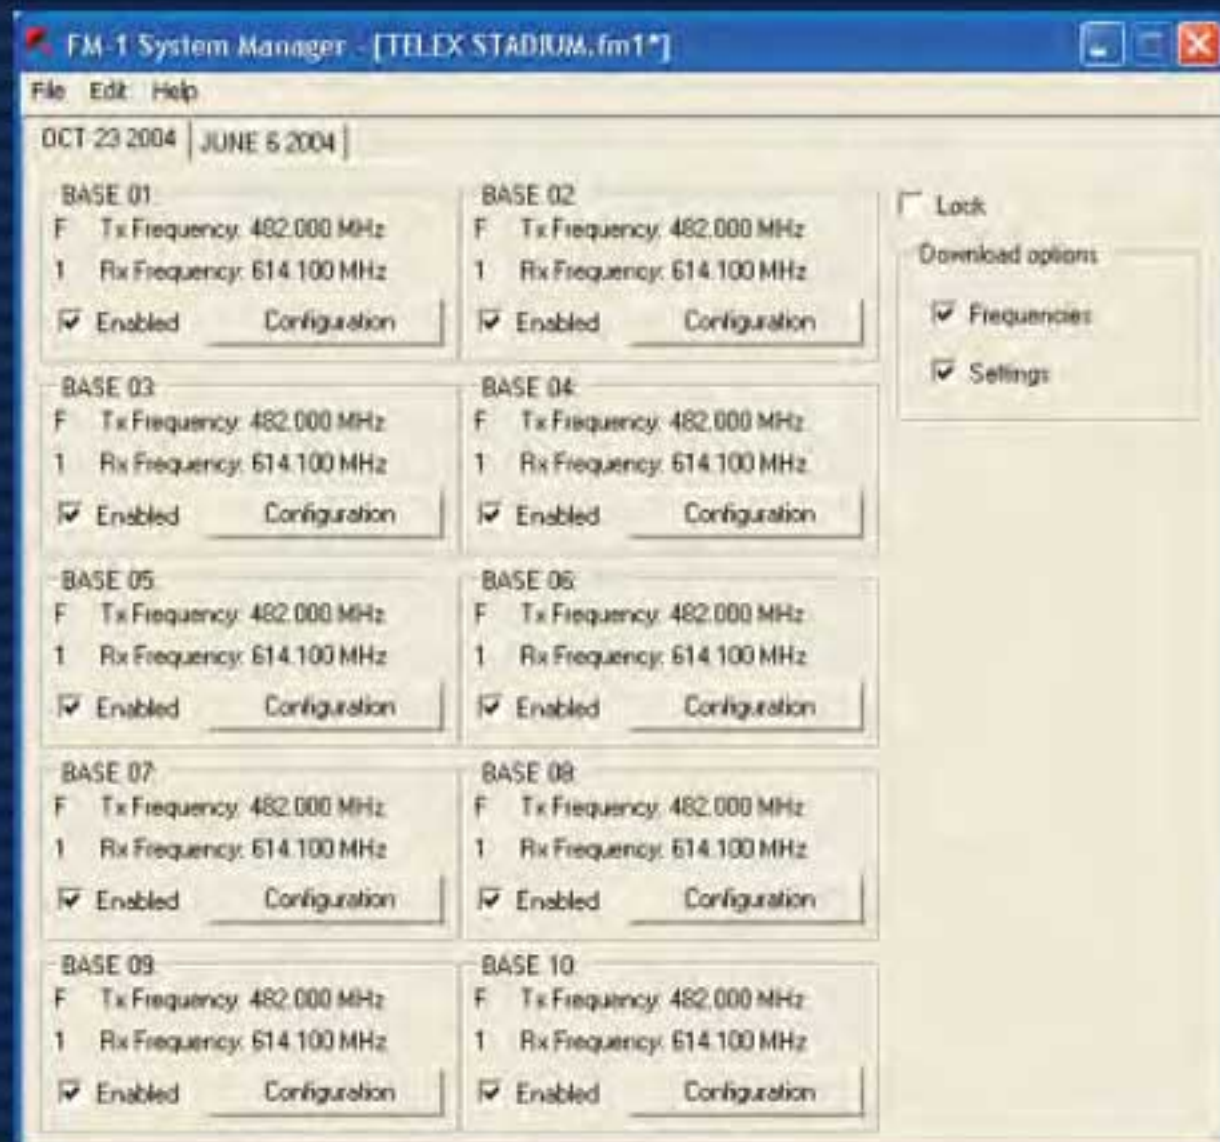 FM-1 System Manager - [TELEX STADIUM.fm1*]
File Edit Help
OCT 23 2004 JUNE 6 2004
BASE 01:
F Tx Frequency: 482.000 MHz
1 Rx Frequency: 614.100 MHz
Enabled Configuration
BASE 02
F Tx Frequency: 482.000 MHz
1 Rx Frequency: 614.100 MHz
Enabled Configuration
Lock
Download options
Frequencies
Settings
BASE 03:
F Tx Frequency: 482.000 MHz
1 Rx Frequency: 614.100 MHz
Enabled Configuration
BASE 04:
F Tx Frequency: 482.000 MHz
1 Rx Frequency: 614.100 MHz
Enabled Configuration
BASE 05:
F Tx Frequency: 482.000 MHz
1 Rx Frequency: 614.100 MHz
Enabled Configuration
BASE 06:
F Tx Frequency: 482.000 MHz
1 Rx Frequency: 614.100 MHz
Enabled Configuration
BASE 07:
F Tx Frequency: 482.000 MHz
1 Rx Frequency: 614.100 MHz
Enabled Configuration
BASE 08:
F Tx Frequency: 482.000 MHz
1 Rx Frequency: 614.100 MHz
Enabled Configuration
BASE 09:
F Tx Frequency: 482.000 MHz
1 Rx Frequency: 614.100 MHz
Enabled Configuration
BASE 10:
F Tx Frequency: 482.000 MHz
1 Rx Frequency: 614.100 MHz
Enabled Configuration